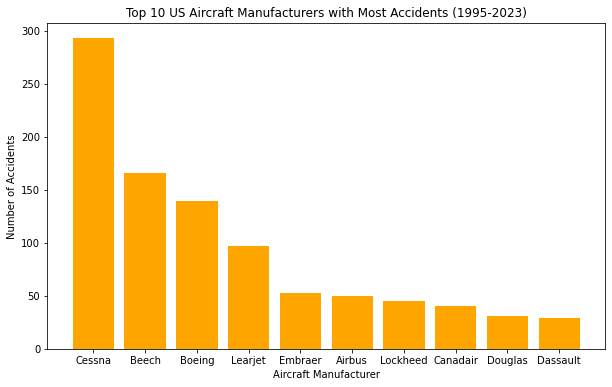 Top 10 US Aircraft Manufacturers with Most Accidents (1995-2023)
Number of Accidents
300
250
200
150
100
50
0
Cessna Beech Boeing Learjet Embraer Airbus Lockheed Canadair Douglas Dassault
Aircraft Manufacturer